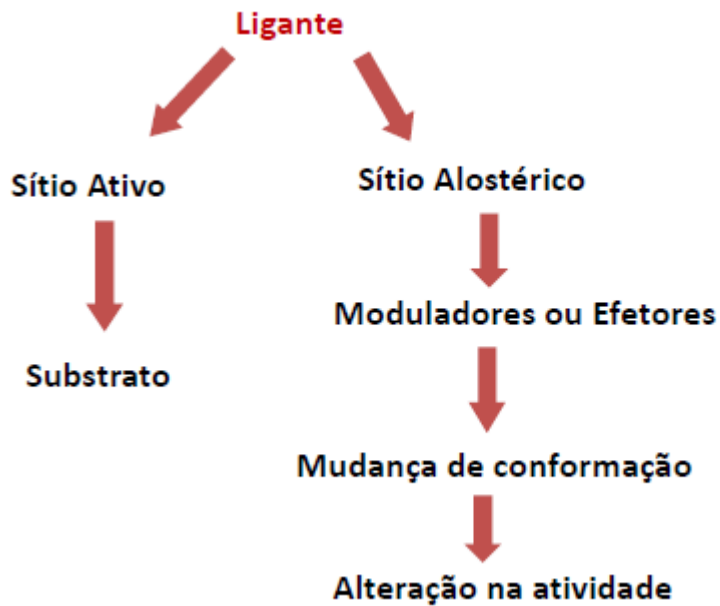 Ligante
Sítio Ativo
Sítio Alostérico
Moduladores ou Efetores
Substrato
Mudança de conformação
Alteração na atividade